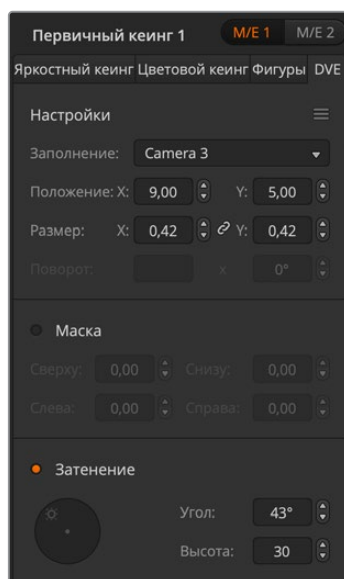 Первичный кеинг 1 M/E 1 M/E 2
Яркостный кеинг Цветовой кеинг Фигуры DVE
Настройки
Заполнение: Camera 3
Положение: X: 9,00 Y: 5,00
Размер: X: 0,42 Y: 0,42
Поворот: x 0°
Маска
Сверху: 0,00 Снизу: 0,00
Слева: 0,00 Справа: 0,00
Затенение
Угол: 43°
Высота: 30